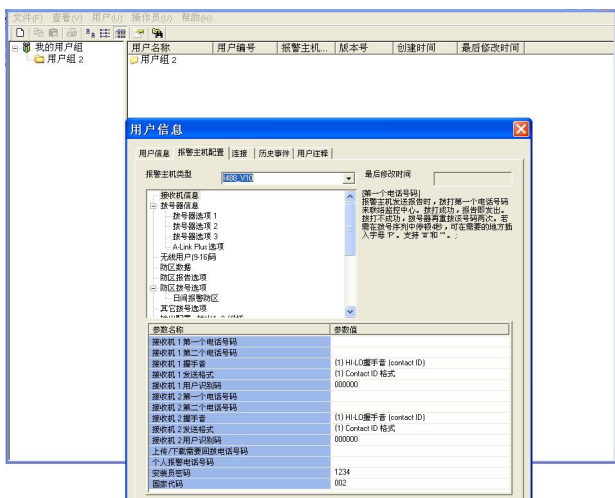 文件(F) 查看(V) 用户(U) 操作员(O) 帮助(H)
我的用户组
用户组 2
用户名称 用户编号 报警主机... 版本号 创建时间 最后修改时间
用户组 2
用户信息
用户信息 报警主机配置 连接 历史事件 用户注释
报警主机类型 I488_V10 最后修改时间
接收机信息
拨号器信息
拨号器选项 1
拨号器选项 2
拨号器选项 3
A-Link Plus 选项
无线用户(9-16)码
防区数据
防区报告选项
防区拨号选项
日间报警防区
其它拨号选项
[第一个电话号码]
报警主机发送报告时，拨打第一个电话号码
来联络监控中心。拨打成功，报告即发出。
拨打不成功，拨号器再重拨该号码两次。若
需在拨号序列中停顿4秒，可在需要的地方插
入字母 'P'。支持 '#' 和 '*'。;
参数名称 参数值
接收机 1 第一个电话号码
接收机 1 第二个电话号码
接收机 1 握手音 (1) HI-LO握手音 (contact ID)
接收机 1 发送格式 (1) Contact ID 格式
接收机 1 用户识别码 000000
接收机 2 第一个电话号码
接收机 2 第二个电话号码
接收机 2 握手音 (1) HI-LO握手音 (contact ID)
接收机 2 发送格式 (1) Contact ID 格式
接收机 2 用户识别码 000000
上传/下载需要回拨电话号码
个人报警电话号码
安装员密码 1234
国家代码 002